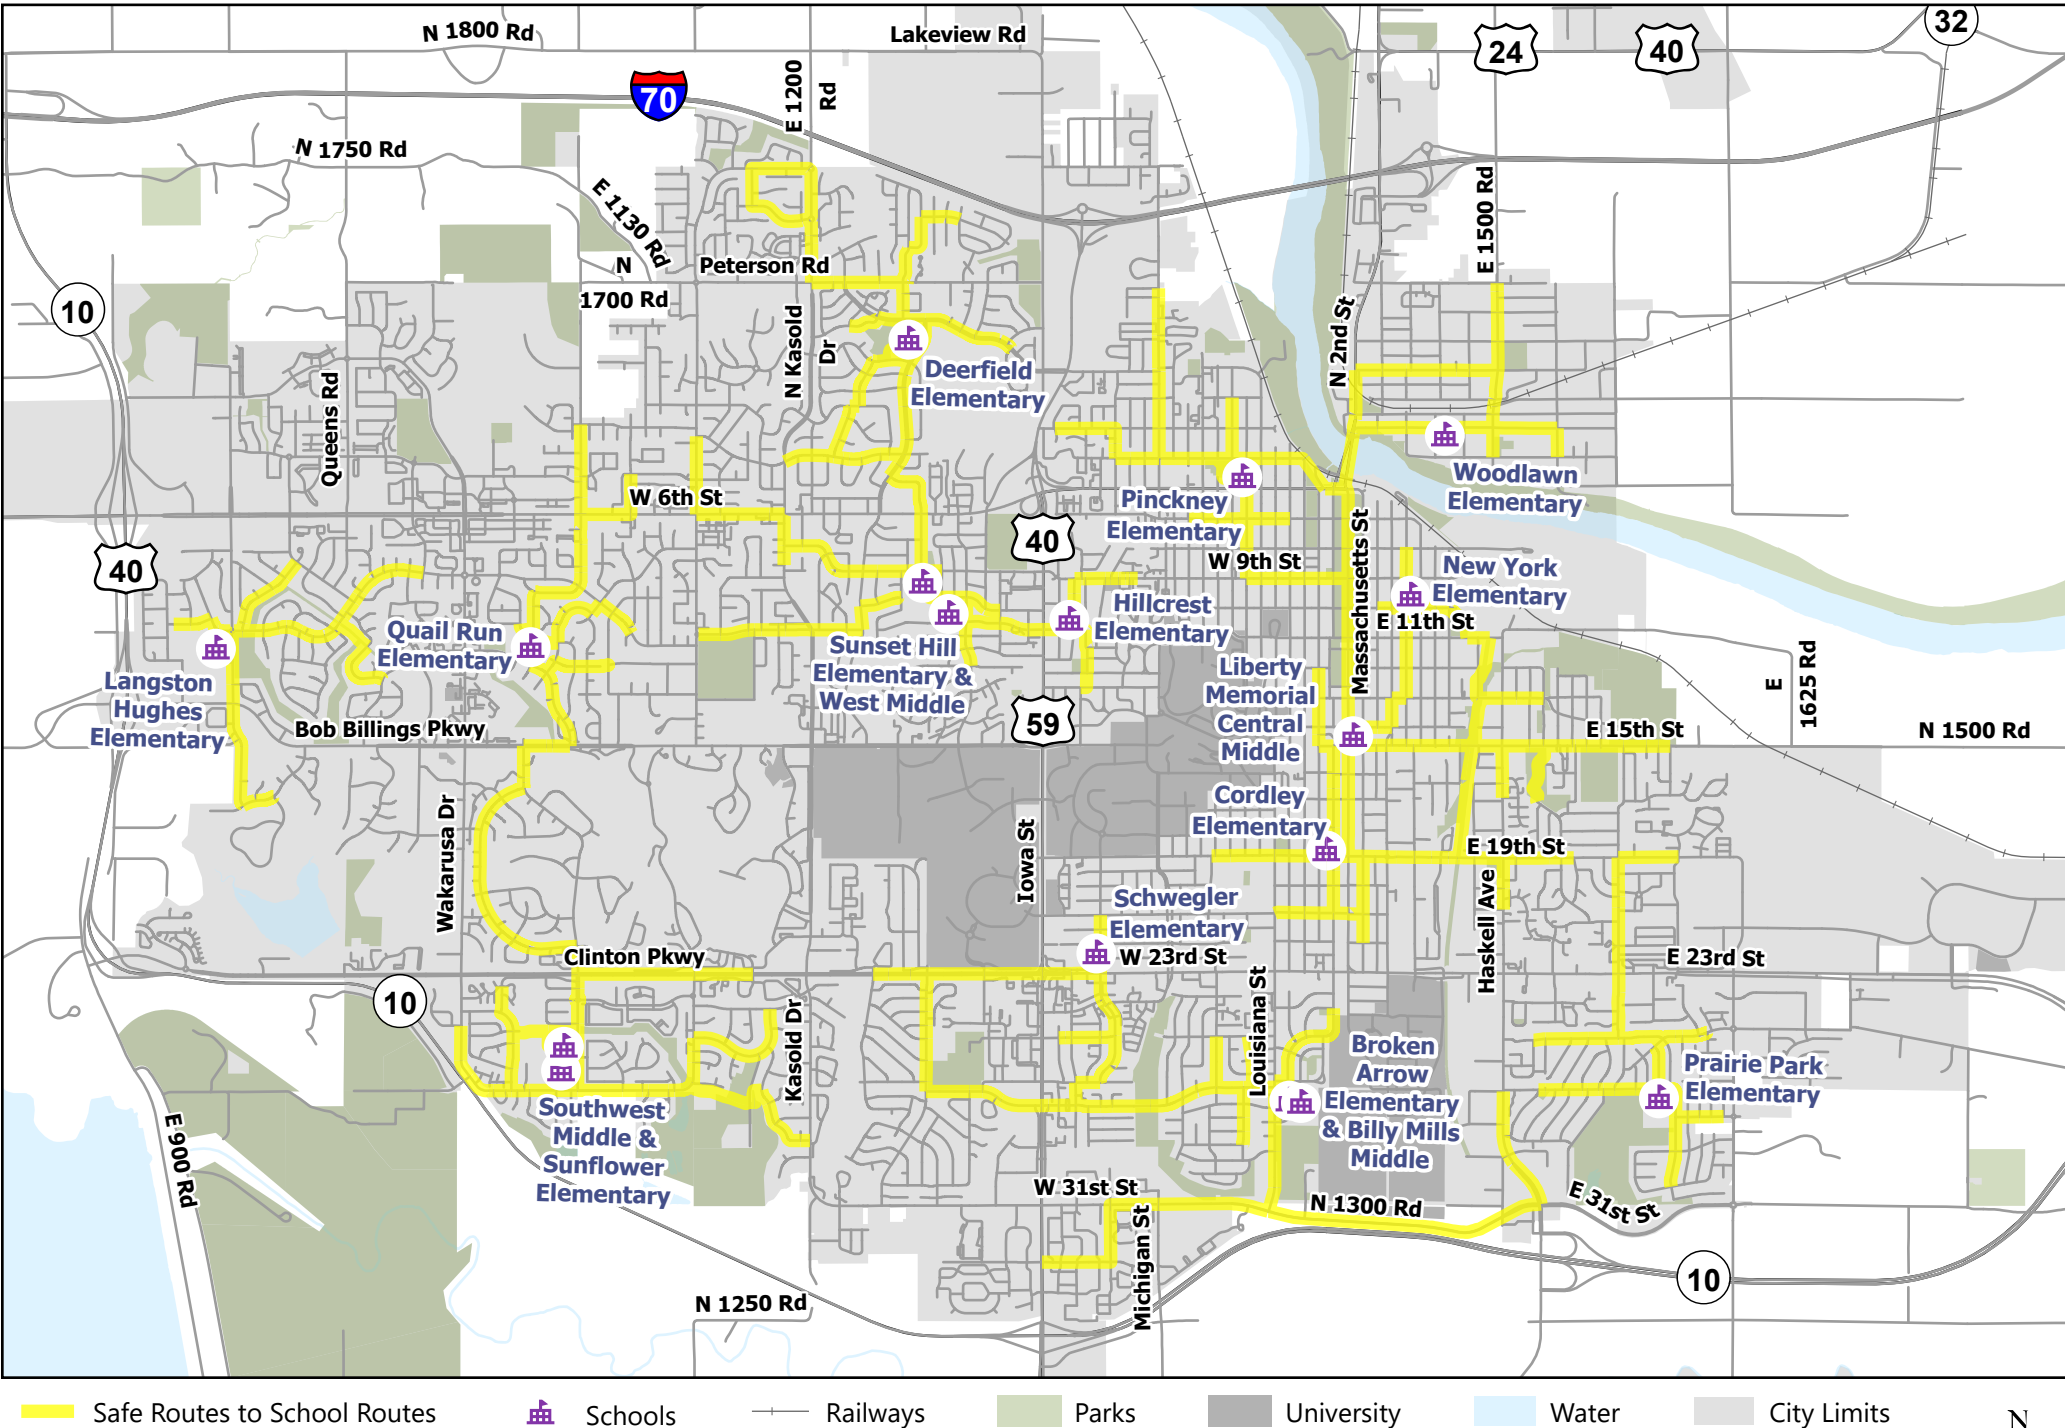 N 1800 Rd
Lakeview Rd
32
24
40
70
E 1200
Rd
N 1750 Rd
E 1130 Rd
E 1500 Rd
N
1700 Rd
Peterson Rd
10
N Kasold
Dr
N 2nd St
Deerfield
Elementary
Queens Rd
W 6th St
Woodlawn
Elementary
Pinckney
Elementary
40
40
W 9th St
Massachusetts St
New York
Elementary
E 11th St
Hillcrest
Elementary
Quail Run
Elementary
Sunset Hill
Elementary &
West Middle
Langston
Hughes
Elementary
Liberty
Memorial
Central
Middle
E
1625 Rd
59
Bob Billings Pkwy
E 15th St
N 1500 Rd
Cordley
Elementary
Wakarusa Dr
Iowa St
E 19th St
Haskell Ave
Schwegler
Elementary
Clinton Pkwy
W 23rd St
E 23rd St
10
Louisiana St
Kasold Dr
Broken
Arrow
Elementary
& Billy Mills
Middle
Prairie Park
Elementary
Southwest
Middle &
Sunflower
Elementary
E 900 Rd
W 31st St
N 1300 Rd
E 31st St
Michigan St
10
N 1250 Rd
Safe Routes to School Routes
Schools
Railways
Parks
University
Water
City Limits
N